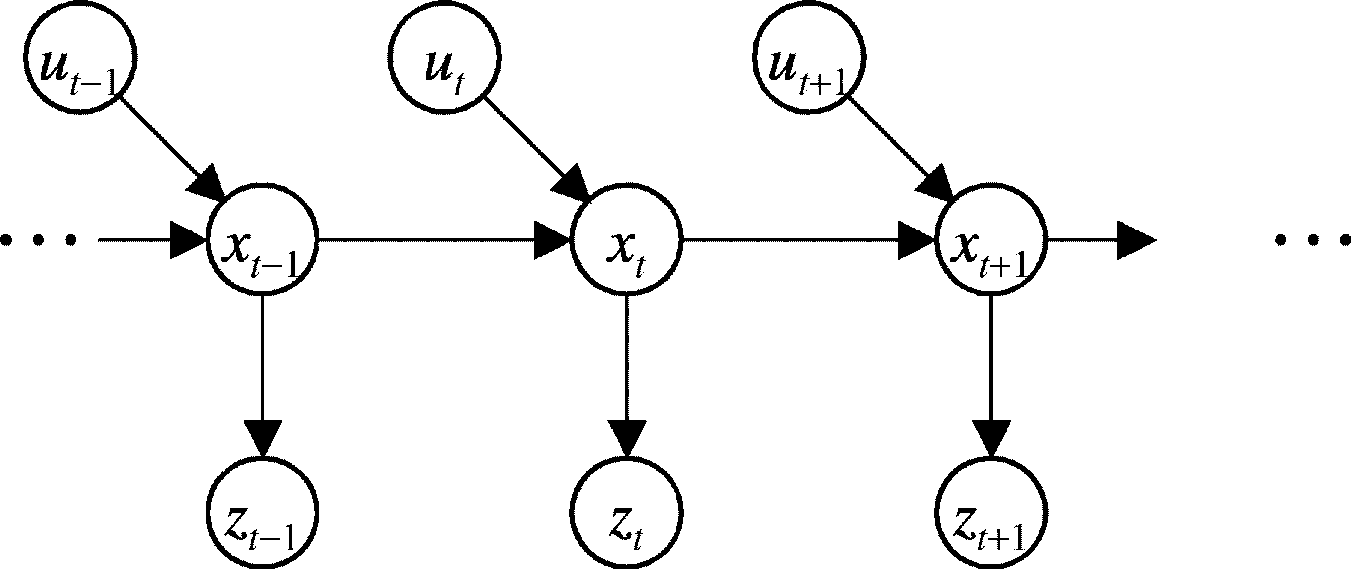 u_{t-1} u_t u_{t+1}
... x_{t-1} x_t x_{t+1} ...
z_{t-1} z_t z_{t+1}